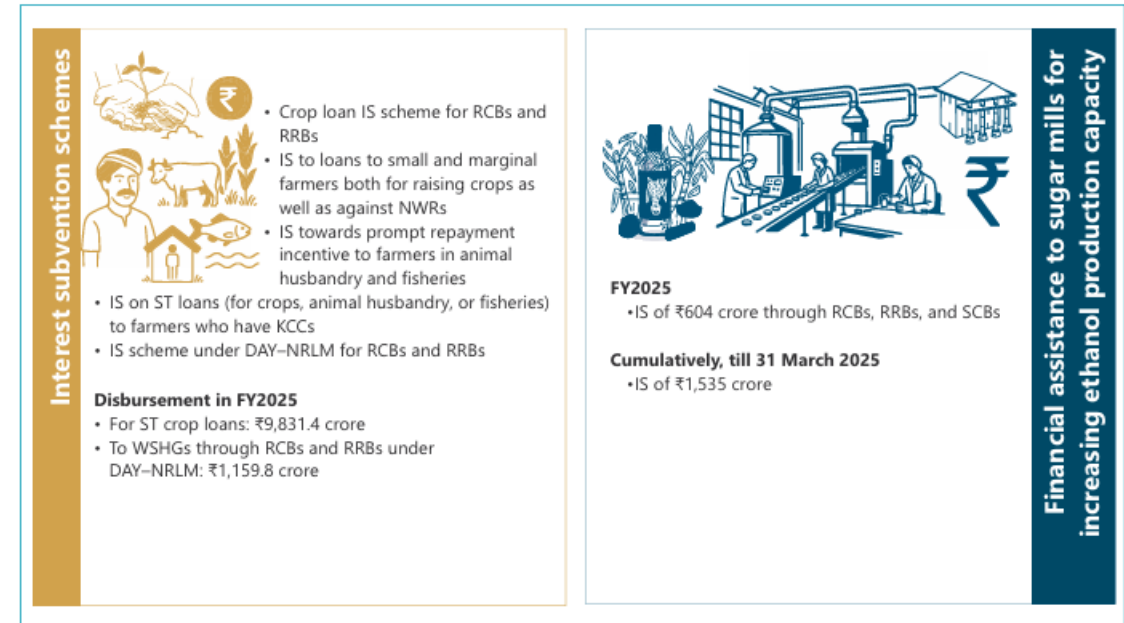 Interest subvention schemes
₹
• Crop loan IS scheme for RCBs and
RRBs
• IS to loans to small and marginal
farmers both for raising crops as
well as against NWRs
• IS towards prompt repayment
incentive to farmers in animal
husbandry and fisheries
• IS on ST loans (for crops, animal husbandry, or fisheries)
to farmers who have KCCs
• IS scheme under DAY–NRLM for RCBs and RRBs
Disbursement in FY2025
• For ST crop loans: ₹9,831.4 crore
• To WSHGs through RCBs and RRBs under
DAY–NRLM: ₹1,159.8 crore
₹
FY2025
•IS of ₹604 crore through RCBs, RRBs, and SCBs
Cumulatively, till 31 March 2025
•IS of ₹1,535 crore
Financial assistance to sugar mills for
increasing ethanol production capacity